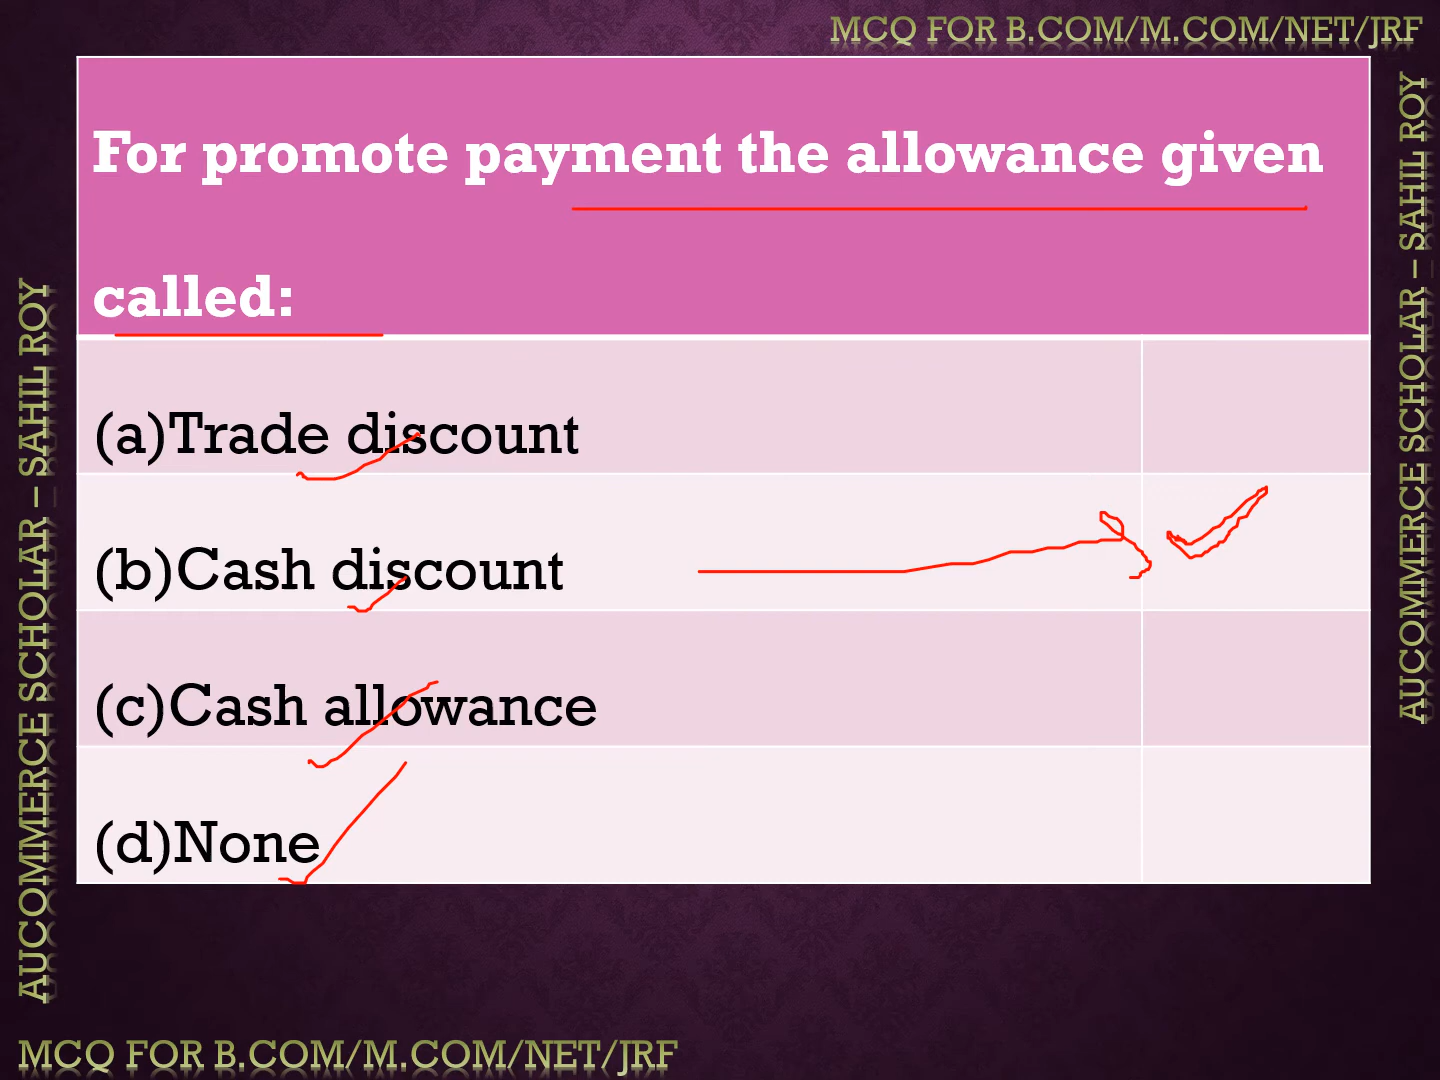 MCQ FOR B.COM/M.COM/NET/JRF
For promote payment the allowance given
called:
(a)Trade discount
(b)Cash discount
(c)Cash allowance
(d)None
AUCOMMERCE SCHOLAR – SAHIL ROY
AUCOMMERCE SCHOLAR – SAHIL ROY
MCQ FOR B.COM/M.COM/NET/JRF